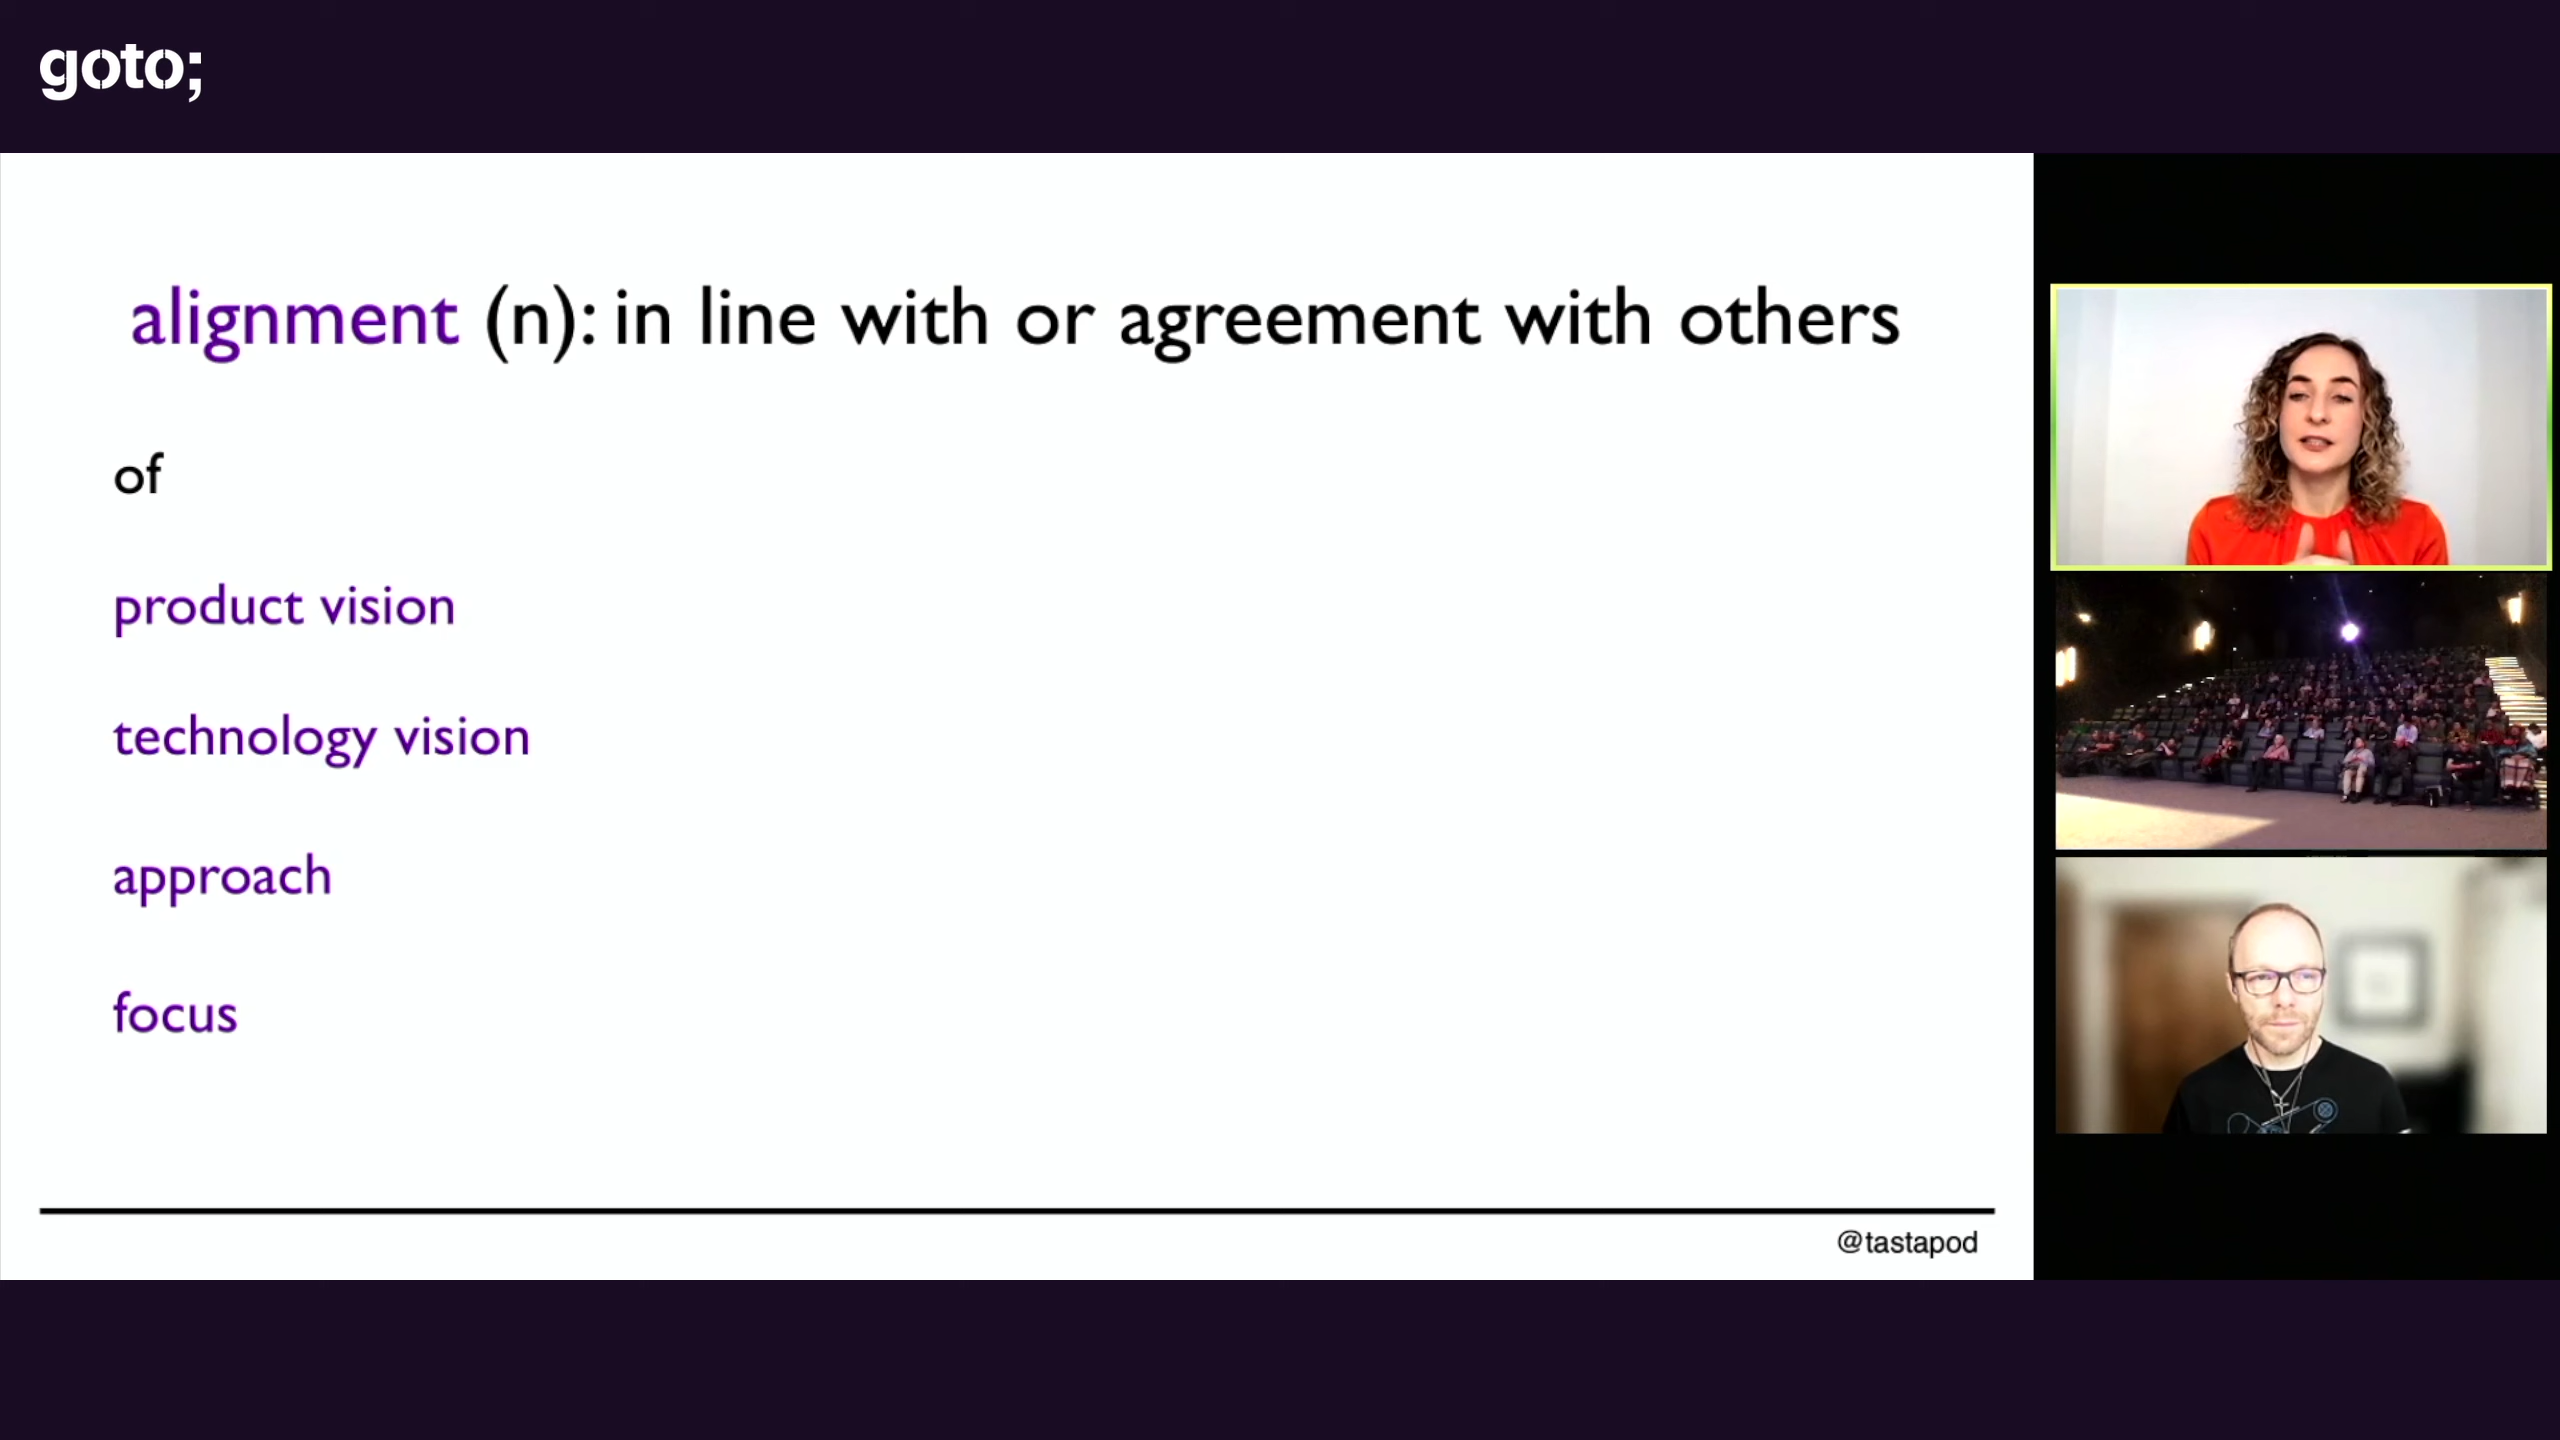 goto;
alignment (n): in line with or agreement with others
of
product vision
technology vision
approach
focus
@tastapod